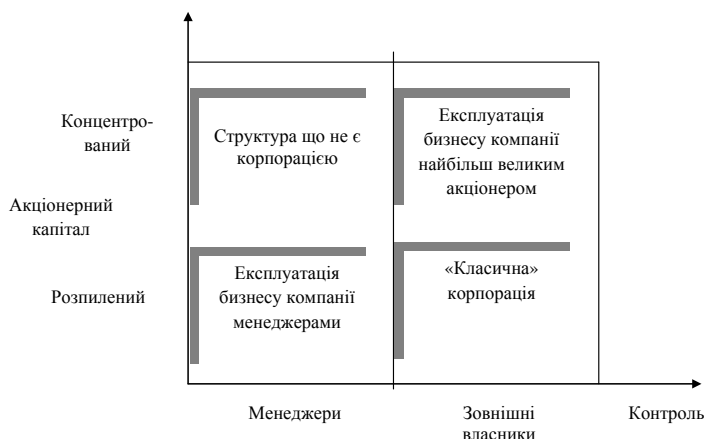 Концентро-
ваний
Структура що не є
корпорацією
Експлуатація
бизнесу компанії
найбільш великим
акціонером
Акціонерний
капітал
Розпилений
Експлуатація
бизнесу компанії
менеджерами
«Класична»
корпорація
Менеджери
Зовнішні
власники
Контроль